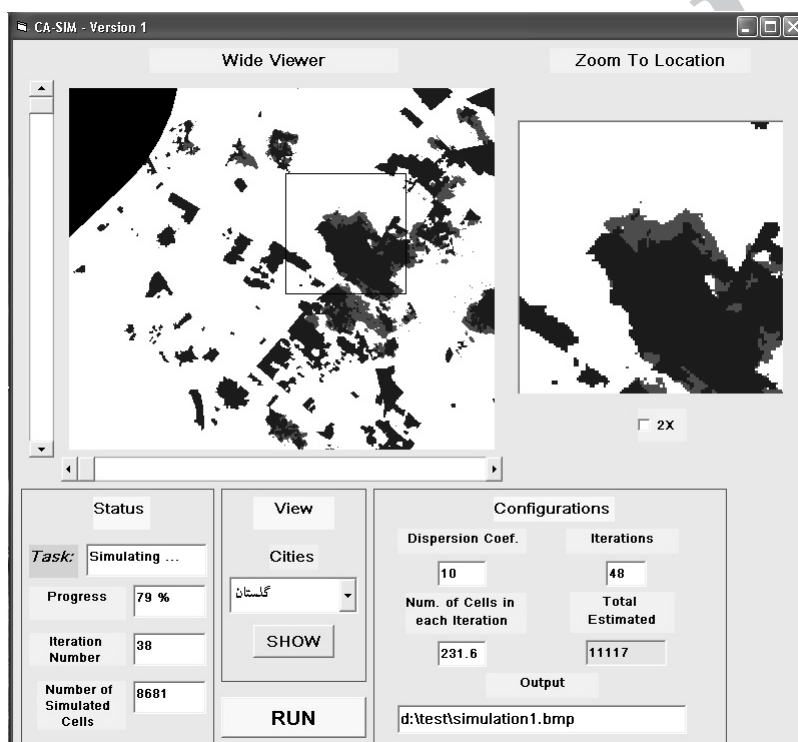 CA-SIM - Version 1
Wide Viewer
Zoom To Location
2X
Status
Task: Simulating ...
Progress 79 %
Iteration
Number
38
Number of
Simulated
Cells
8681
View
Cities
گلستان
SHOW
RUN
Configurations
Dispersion Coef.
10
Iterations
48
Num. of Cells in
each Iteration
231.6
Total
Estimated
11117
Output
d:\test\simulation1.bmp